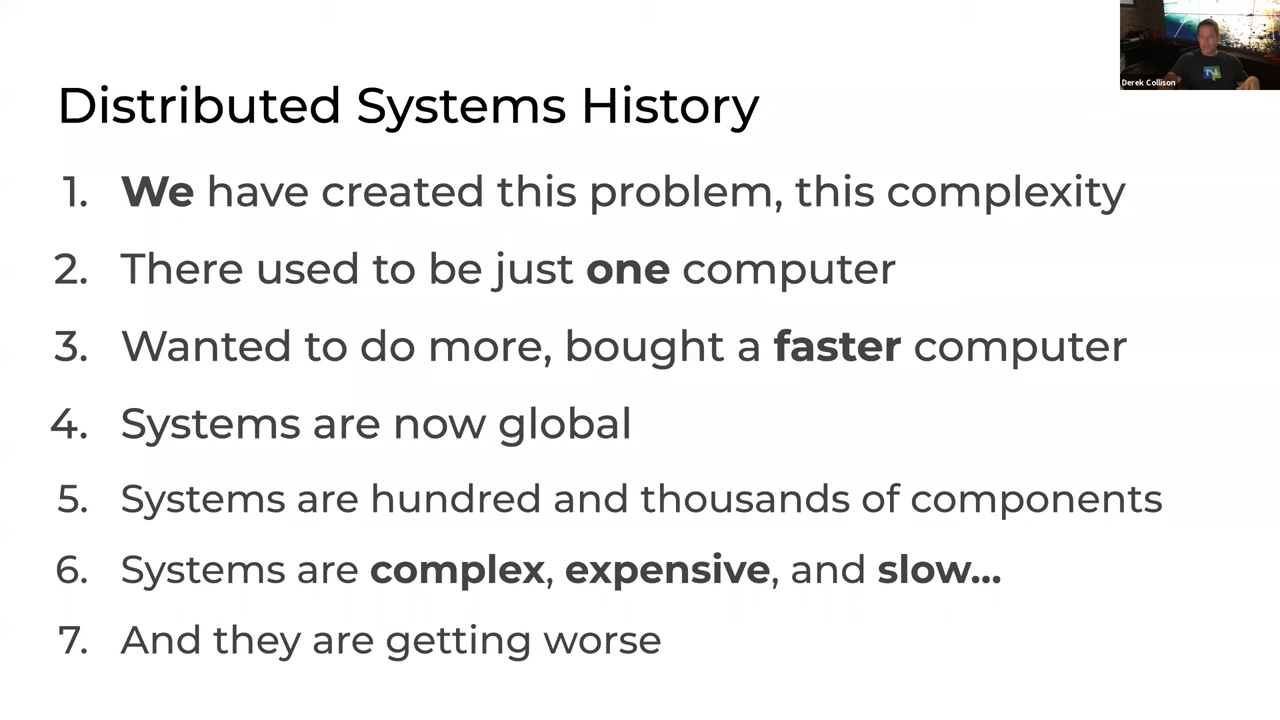 Derek Collison
Distributed Systems History
1. We have created this problem, this complexity
2. There used to be just one computer
3. Wanted to do more, bought a faster computer
4. Systems are now global
5. Systems are hundred and thousands of components
6. Systems are complex, expensive, and slow...
7. And they are getting worse